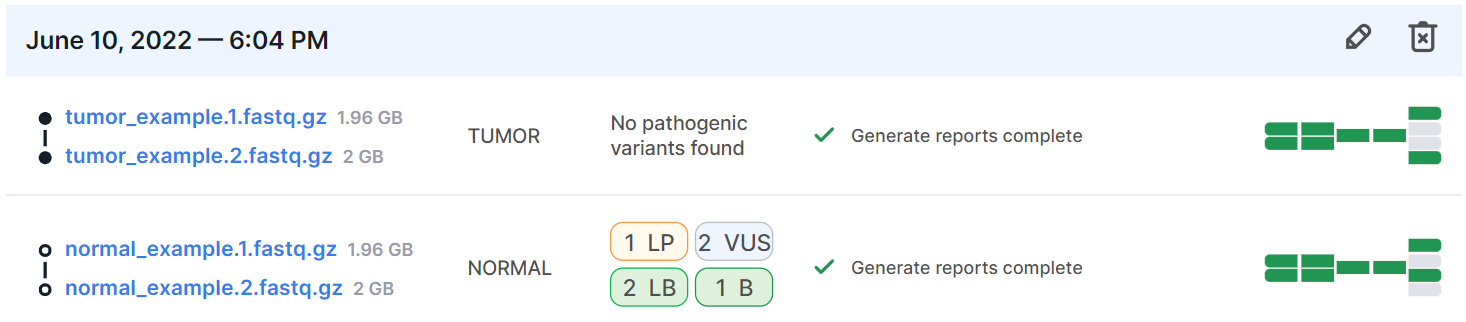 June 10, 2022 — 6:04 PM
tumor_example.1.fastq.gz 1.96 GB
tumor_example.2.fastq.gz 2 GB
TUMOR
No pathogenic
variants found
Generate reports complete
normal_example.1.fastq.gz 1.96 GB
normal_example.2.fastq.gz 2 GB
NORMAL
1 LP 2 VUS
2 LB 1 B
Generate reports complete